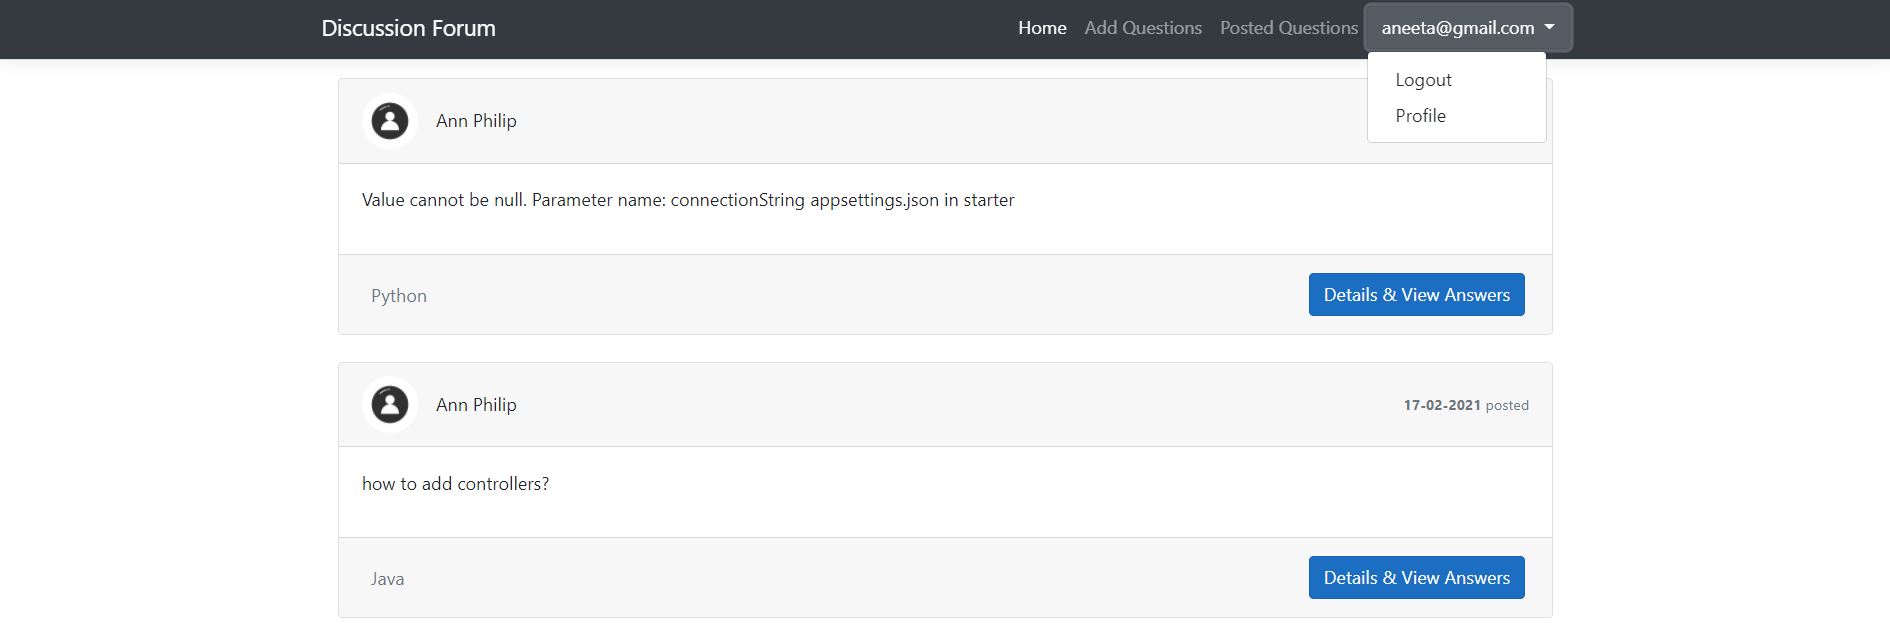 Discussion Forum Home Add Questions Posted Questions aneeta@gmail.com
Logout
Profile
Ann Philip
Value cannot be null. Parameter name: connectionString appsettings.json in starter
Python Details & View Answers
Ann Philip 17-02-2021 posted
how to add controllers?
Java Details & View Answers